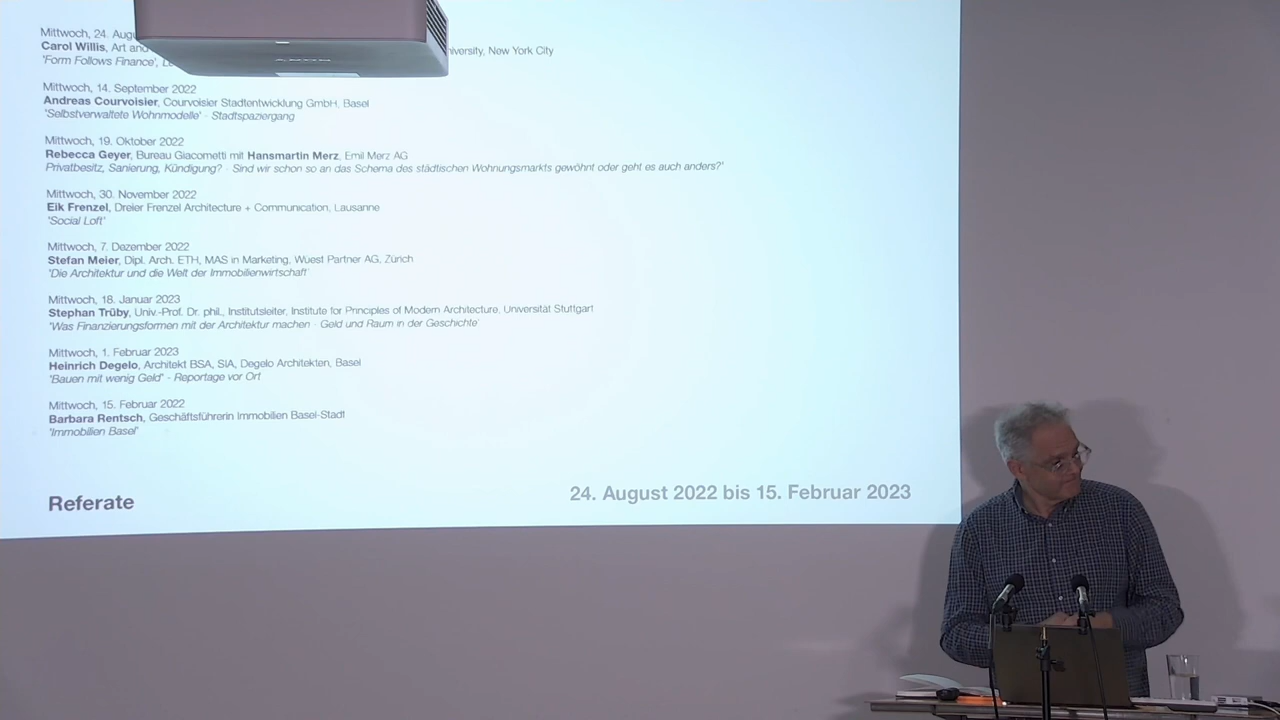 Mittwoch, 24. Augu
Carol Willis, Art and iversity, New York City
'Form Follows Finance',
Mittwoch, 14. September 2022
Andreas Courvoisier, Courvoisier Stadtentwicklung GmbH, Basel
'Selbstverwaltete Wohnmodelle' - Stadtspaziergang
Mittwoch, 19. Oktober 2022
Rebecca Geyer, Bureau Giacometti mit Hansmartin Merz, Emil Merz AG
Privatbesitz, Sanierung, Kündigung? - Sind wir schon so an das Schema des städtischen Wohnungsmarkts gewöhnt oder geht es auch anders?'
Mittwoch, 30. November 2022
Eik Frenzel, Dreier Frenzel Architecture + Communication, Lausanne
'Social Loft'
Mittwoch, 7. Dezember 2022
Stefan Meier, Dipl. Arch. ETH, MAS in Marketing, Wüest Partner AG, Zürich
'Die Architektur und die Welt der Immobilienwirtschaft'
Mittwoch, 18. Januar 2023
Stephan Trüby, Univ.-Prof. Dr. phil., Institutsleiter, Institute for Principles of Modern Architecture, Universität Stuttgart
'Was Finanzierungsformen mit der Architektur machen - Geld und Raum in der Geschichte'
Mittwoch, 1. Februar 2023
Heinrich Degelo, Architekt BSA, SIA, Degelo Architekten, Basel
'Bauen mit wenig Geld' - Reportage vor Ort
Mittwoch, 15. Februar 2022
Barbara Rentsch, Geschäftsführerin Immobilien Basel-Stadt
'Immobilien Basel'
Referate
24. August 2022 bis 15. Februar 2023